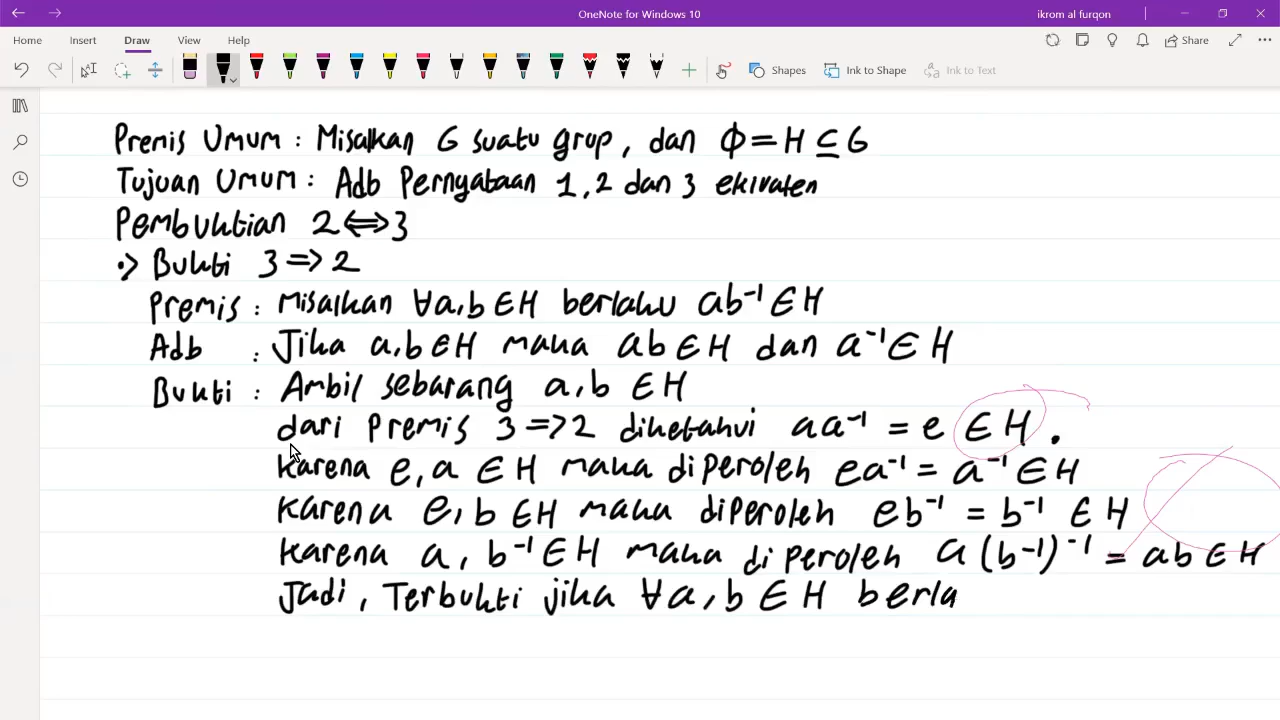 OneNote for Windows 10
ikrom al furqon
Home Insert Draw View Help
Share
Shapes Ink to Shape Ink to Text
Premis Umum : Misalkan G suatu grup, dan ϕ = H ⊆ G
Tujuan Umum : Adb Pernyataan 1, 2 dan 3 ekivalen
Pembuktian 2 <=> 3
•> Bukti 3 => 2
Premis : Misalkan ∀a,b ∈ H berlaku ab⁻¹ ∈ H
Adb : Jika a,b ∈ H maka ab ∈ H dan a⁻¹ ∈ H
Bukti : Ambil sebarang a,b ∈ H
dari Premis 3 => 2 diketahui aa⁻¹ = e ∈ H .
Karena e, a ∈ H maka diperoleh ea⁻¹ = a⁻¹ ∈ H
Karena e, b ∈ H maka diperoleh eb⁻¹ = b⁻¹ ∈ H
Karena a, b⁻¹ ∈ H maka diperoleh a(b⁻¹)⁻¹ = ab ∈ H
Jadi, Terbukti jika ∀a,b ∈ H berla